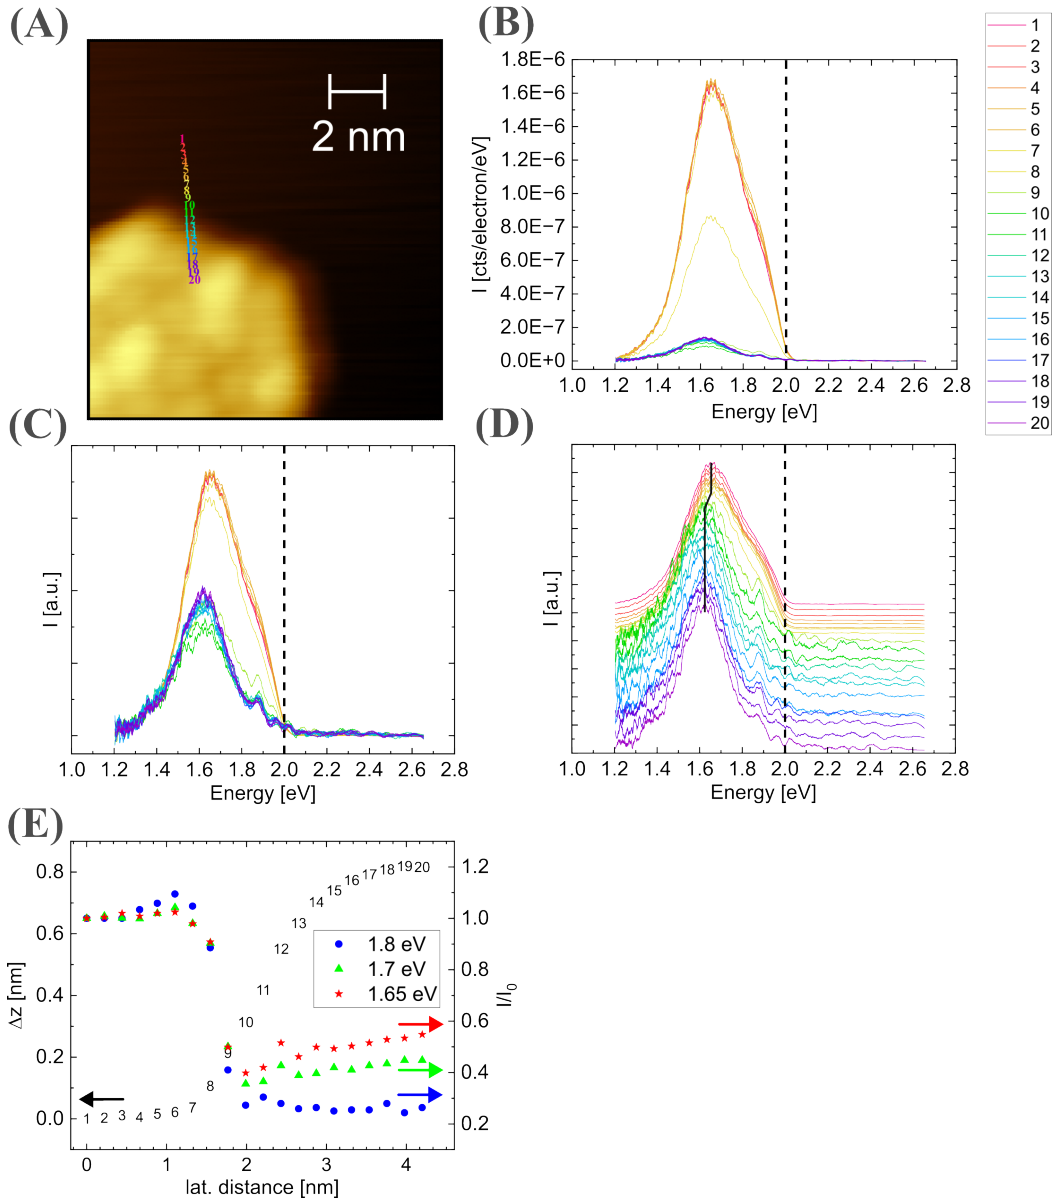 (A)
2 nm
1
20
(B)
1.8E-6
1.6E-6
1.4E-6
1.2E-6
1.0E-6
8.0E-7
6.0E-7
4.0E-7
2.0E-7
0.0E+0
I [cts/electron/eV]
1.0 1.2 1.4 1.6 1.8 2.0 2.2 2.4 2.6 2.8
Energy [eV]
1
2
3
4
5
6
7
8
9
10
11
12
13
14
15
16
17
18
19
20
(C)
I [a.u.]
1.0 1.2 1.4 1.6 1.8 2.0 2.2 2.4 2.6 2.8
Energy [eV]
(D)
I [a.u.]
1.0 1.2 1.4 1.6 1.8 2.0 2.2 2.4 2.6 2.8
Energy [eV]
(E)
0.8
0.6
0.4
0.2
0.0
Δz [nm]
1 2 3 4 5 6 7 8 9 10 11 12 13 14 15 16 17 18 19 20
1.8 eV
1.7 eV
1.65 eV
1.2
1.0
0.8
0.6
0.4
0.2
I/I₀
0 1 2 3 4
lat. distance [nm]